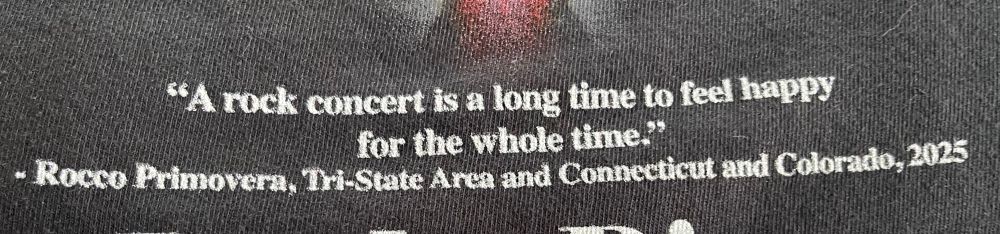 “A rock concert is a long time to feel happy
for the whole time.”
- Rocco Primovera, Tri-State Area and Connecticut and Colorado, 2025